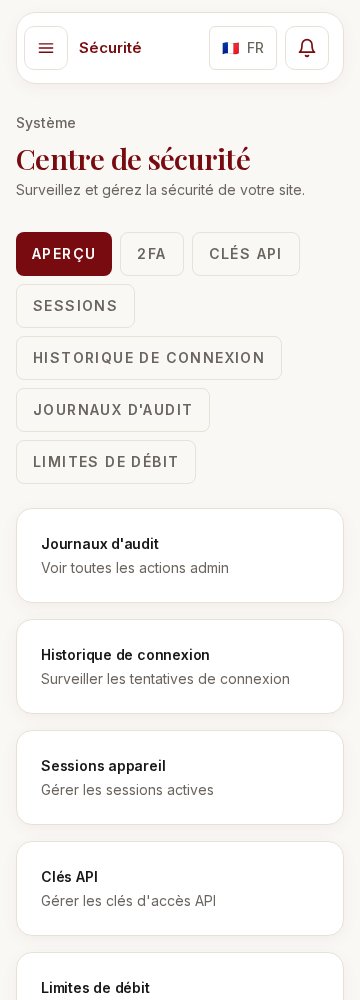 Sécurité
FR
Système
Centre de sécurité
Surveillez et gérez la sécurité de votre site.
APERÇU
2FA
CLÉS API
SESSIONS
HISTORIQUE DE CONNEXION
JOURNAUX D'AUDIT
LIMITES DE DÉBIT
Journaux d'audit
Voir toutes les actions admin
Historique de connexion
Surveiller les tentatives de connexion
Sessions appareil
Gérer les sessions actives
Clés API
Gérer les clés d'accès API
Limites de débit